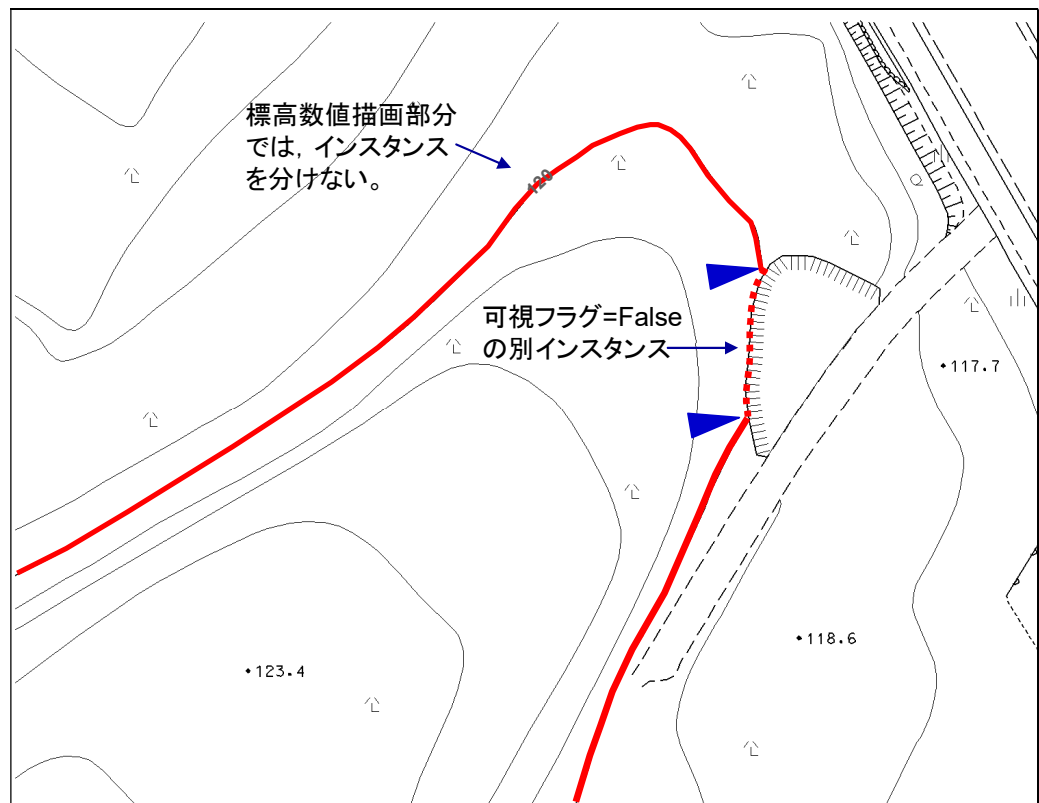 標高数値描画部分
では，インスタンス
を分けない。
可視フラグ=False
の別インスタンス
117.7
118.6
123.4